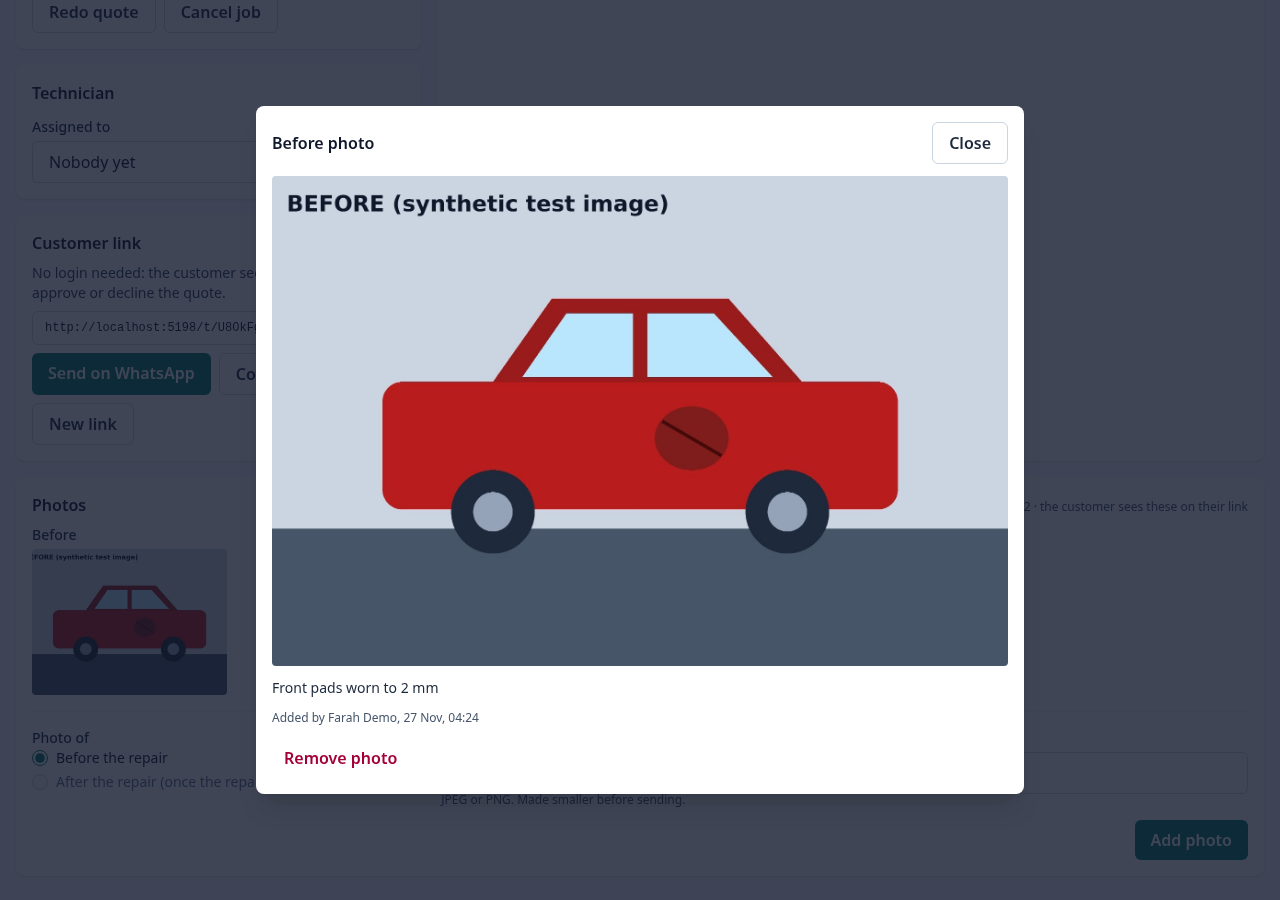 Redo quote
Cancel job
Technician
Assigned to
Nobody yet
Customer link
No login needed: the customer
approve or decline the quote.
http://localhost:5198/t/U8OkF
Send on WhatsApp
New link
Photos
2 · the customer sees these on their link
Before
(synthetic test image)
Photo of
Before the repair
After the repair (once the
JPEG or PNG. Made smaller before sending.
Add photo
Before photo
Close
BEFORE (synthetic test image)
Front pads worn to 2 mm
Added by Farah Demo, 27 Nov, 04:24
Remove photo